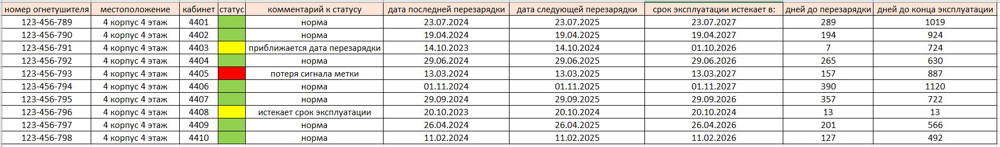 номер огнетушителя местоположение кабинет статус комментарий к статусу дата последней перезарядки дата следующей перезарядки срок эксплуатации истекает в: дней до перезарядки дней до конца эксплуатации
123-456-789 4 корпус 4 этаж 4401 норма 23.07.2024 23.07.2025 23.07.2027 289 1019
123-456-790 4 корпус 4 этаж 4402 норма 19.04.2024 19.04.2025 19.04.2027 194 924
123-456-791 4 корпус 4 этаж 4403 приближается дата перезарядки 14.10.2023 14.10.2024 01.10.2026 7 724
123-456-792 4 корпус 4 этаж 4404 норма 29.06.2024 29.06.2025 29.06.2026 265 630
123-456-793 4 корпус 4 этаж 4405 потеря сигнала метки 13.03.2024 13.03.2025 13.03.2027 157 887
123-456-794 4 корпус 4 этаж 4406 норма 01.11.2024 01.11.2025 01.11.2027 390 1120
123-456-795 4 корпус 4 этаж 4407 норма 29.09.2024 29.09.2025 29.09.2026 357 722
123-456-796 4 корпус 4 этаж 4408 истекает срок эксплуатации 20.10.2023 20.10.2024 20.10.2024 13 13
123-456-797 4 корпус 4 этаж 4409 норма 26.04.2024 26.04.2025 26.04.2026 201 566
123-456-798 4 корпус 4 этаж 4410 норма 11.02.2024 11.02.2025 11.02.2026 127 492